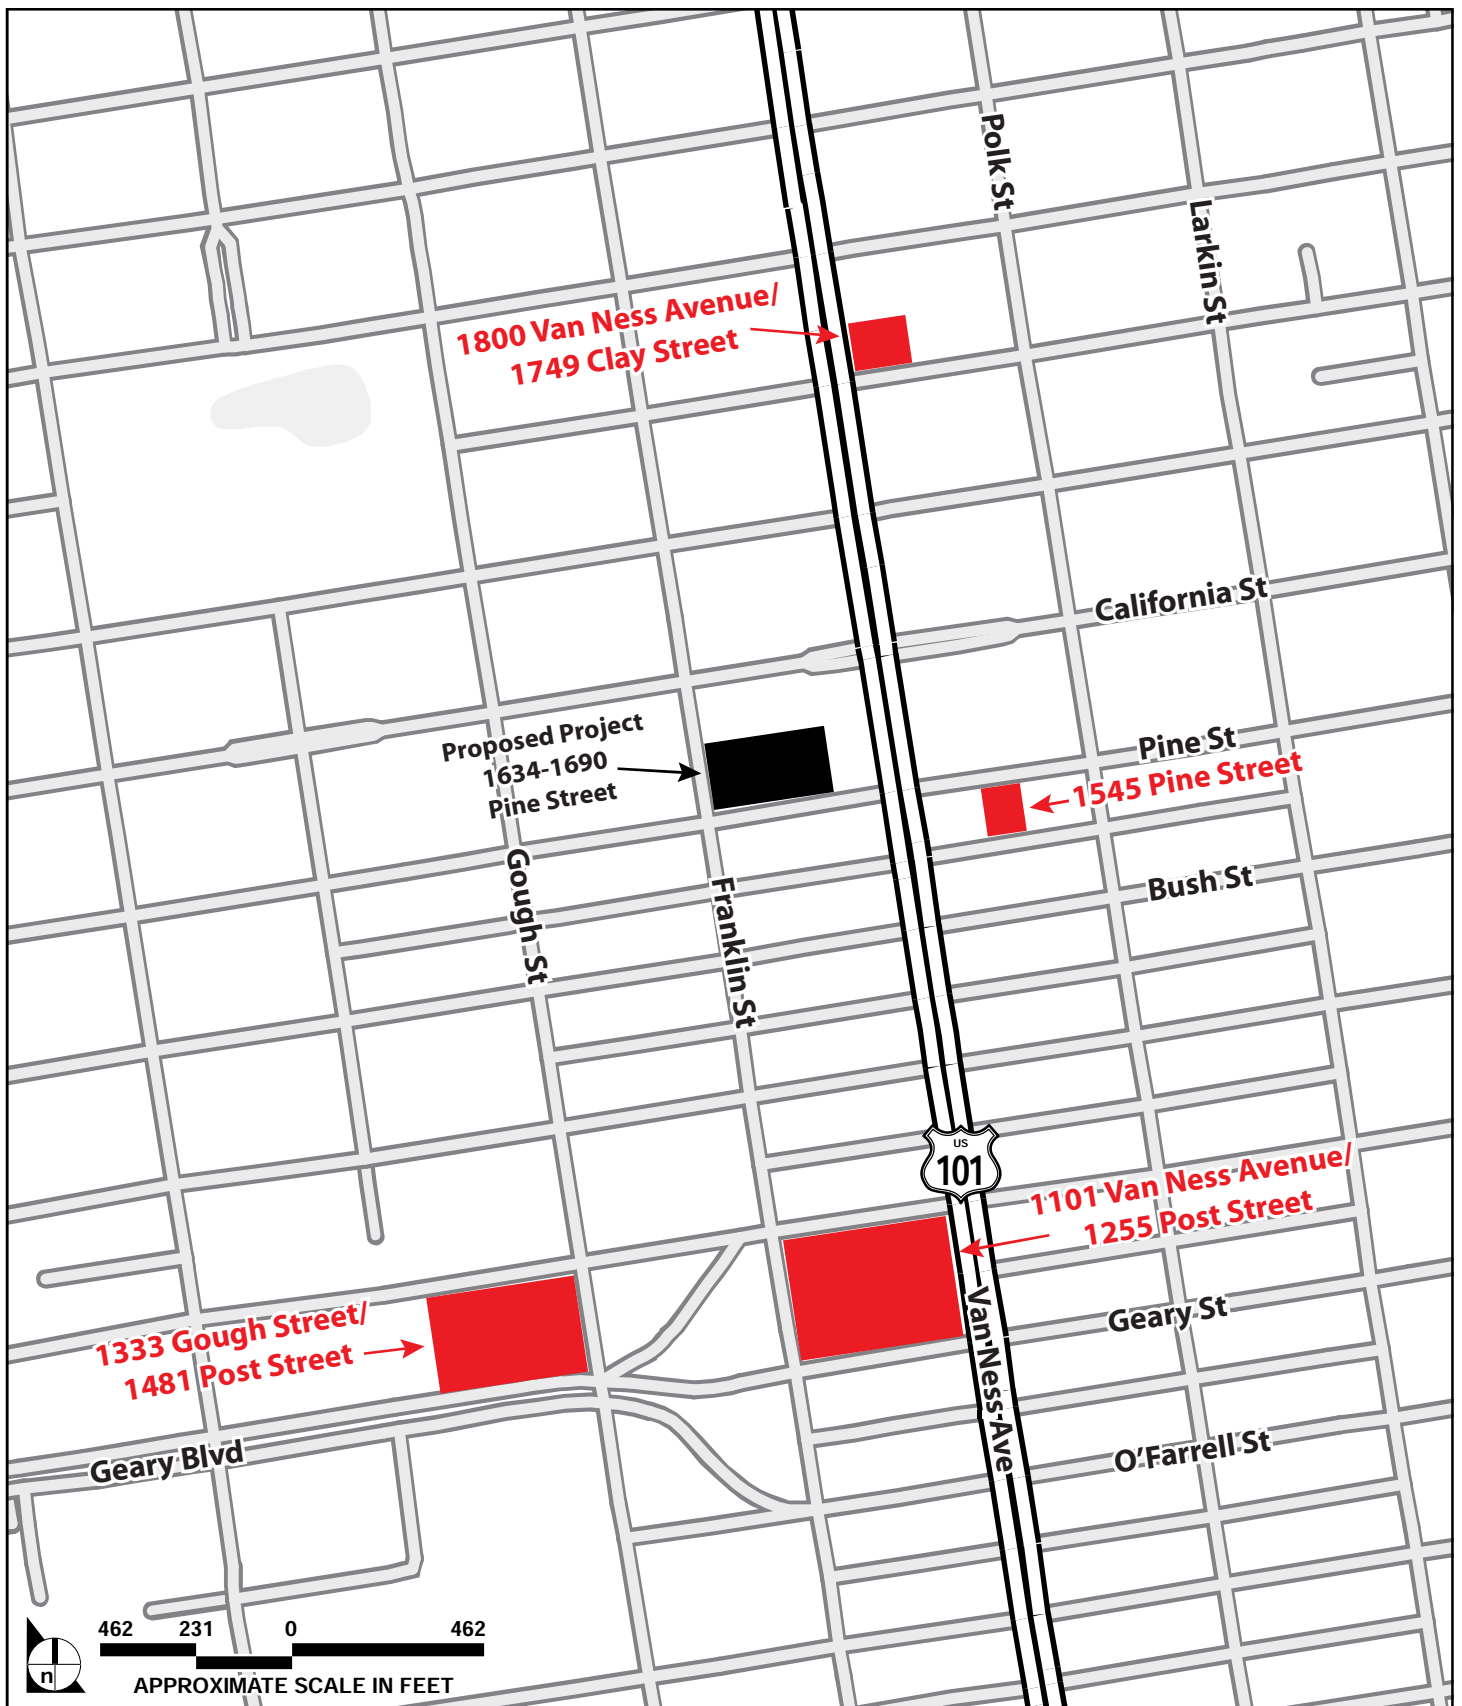 Polk St
Larkin St
1800 Van Ness Avenue/
1749 Clay Street
California St
Proposed Project
1634-1690
Pine Street
Pine St
1545 Pine Street
Gough St
Franklin St
Bush St
US
101
1101 Van Ness Avenue/
1255 Post Street
1333 Gough Street/
1481 Post Street
Van Ness Ave
Geary St
Geary Blvd
O'Farrell St
n
462 231 0 462
APPROXIMATE SCALE IN FEET